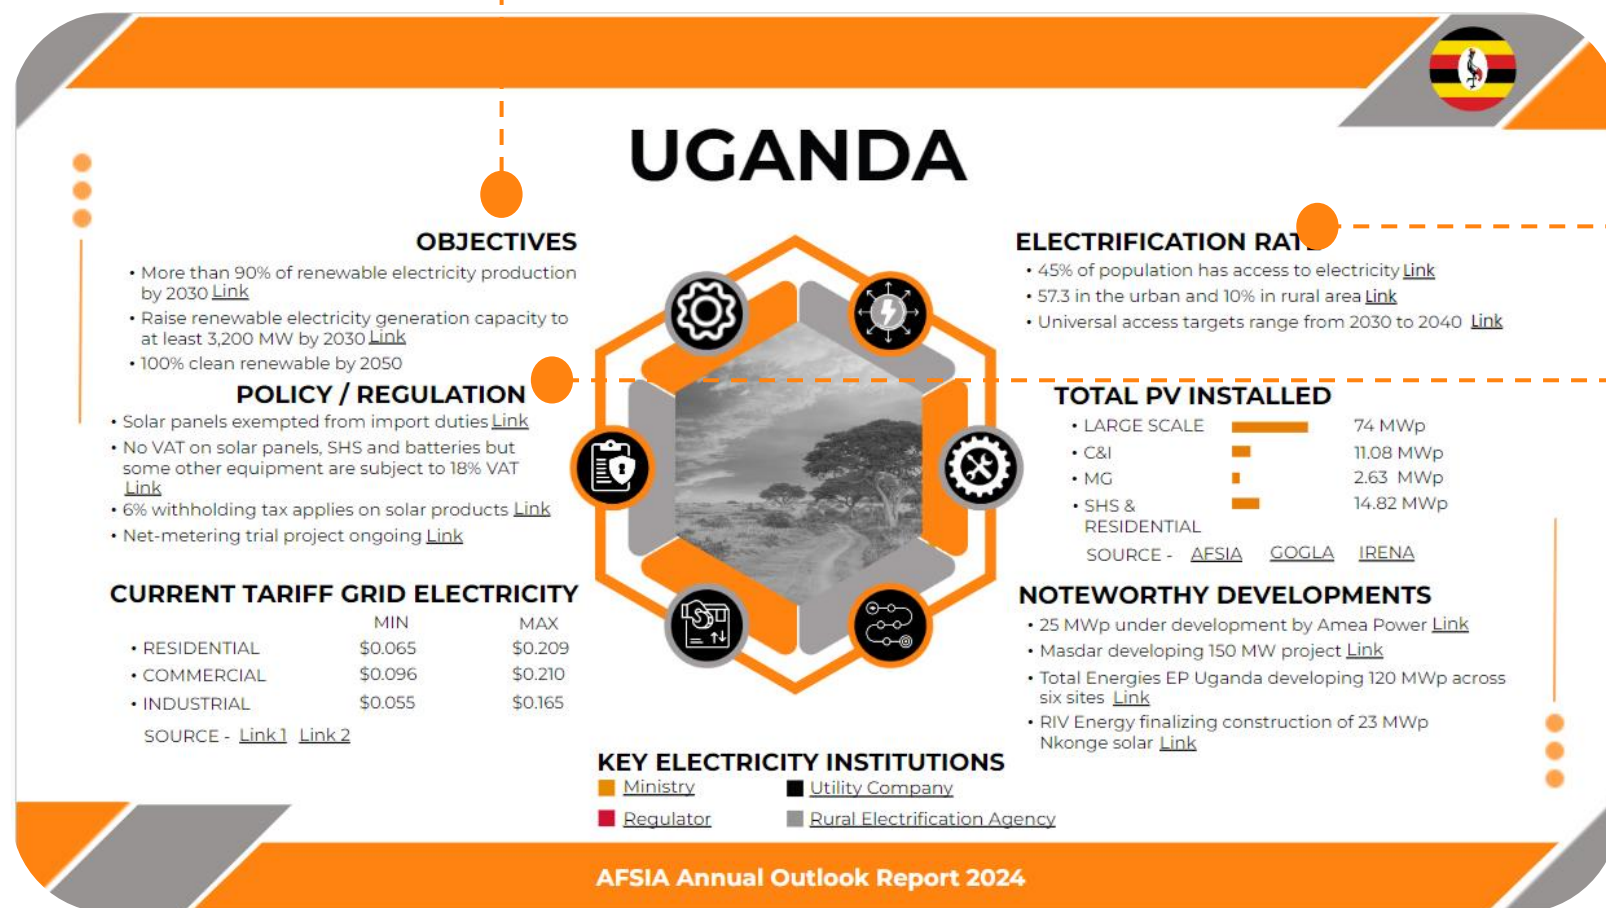 UGANDA
OBJECTIVES
• More than 90% of renewable electricity production
by 2030 Link
• Raise renewable electricity generation capacity to
at least 3,200 MW by 2030 Link
• 100% clean renewable by 2050
POLICY / REGULATION
• Solar panels exempted from import duties Link
• No VAT on solar panels, SHS and batteries but
some other equipment are subject to 18% VAT
Link
• 6% withholding tax applies on solar products Link
• Net-metering trial project ongoing Link
CURRENT TARIFF GRID ELECTRICITY
MIN MAX
• RESIDENTIAL $0.065 $0.209
• COMMERCIAL $0.096 $0.210
• INDUSTRIAL $0.055 $0.165
SOURCE - Link 1 Link 2
ELECTRIFICATION RATE
• 45% of population has access to electricity Link
• 57.3 in the urban and 10% in rural area Link
• Universal access targets range from 2030 to 2040 Link
TOTAL PV INSTALLED
• LARGE SCALE 74 MWp
• C&I 11.08 MWp
• MG 2.63 MWp
• SHS & 14.82 MWp
RESIDENTIAL
SOURCE - AFSIA GOGLA IRENA
NOTEWORTHY DEVELOPMENTS
• 25 MWp under development by Amea Power Link
• Masdar developing 150 MW project Link
• Total Energies EP Uganda developing 120 MWp across
six sites Link
• RIV Energy finalizing construction of 23 MWp
Nkonge solar Link
KEY ELECTRICITY INSTITUTIONS
Ministry Utility Company
Regulator Rural Electrification Agency
AFSIA Annual Outlook Report 2024